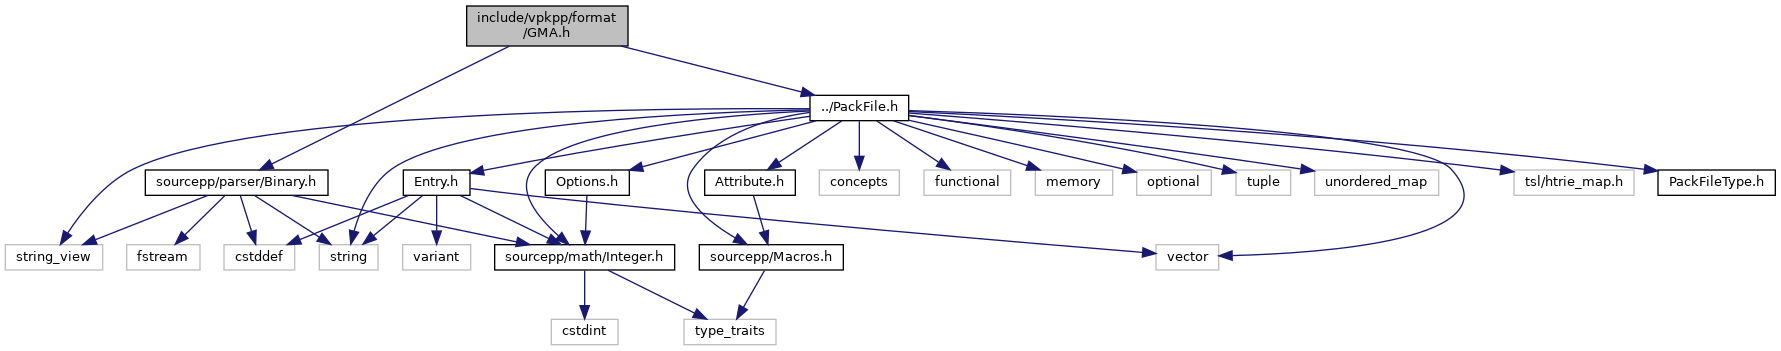 include/vpkpp/format
/GMA.h
../PackFile.h
sourcepp/parser/Binary.h
Entry.h
Options.h
Attribute.h
concepts
functional
memory
optional
tuple
unordered_map
tsl/htrie_map.h
PackFileType.h
string_view
fstream
cstddef
string
variant
sourcepp/math/Integer.h
sourcepp/Macros.h
vector
cstdint
type_traits